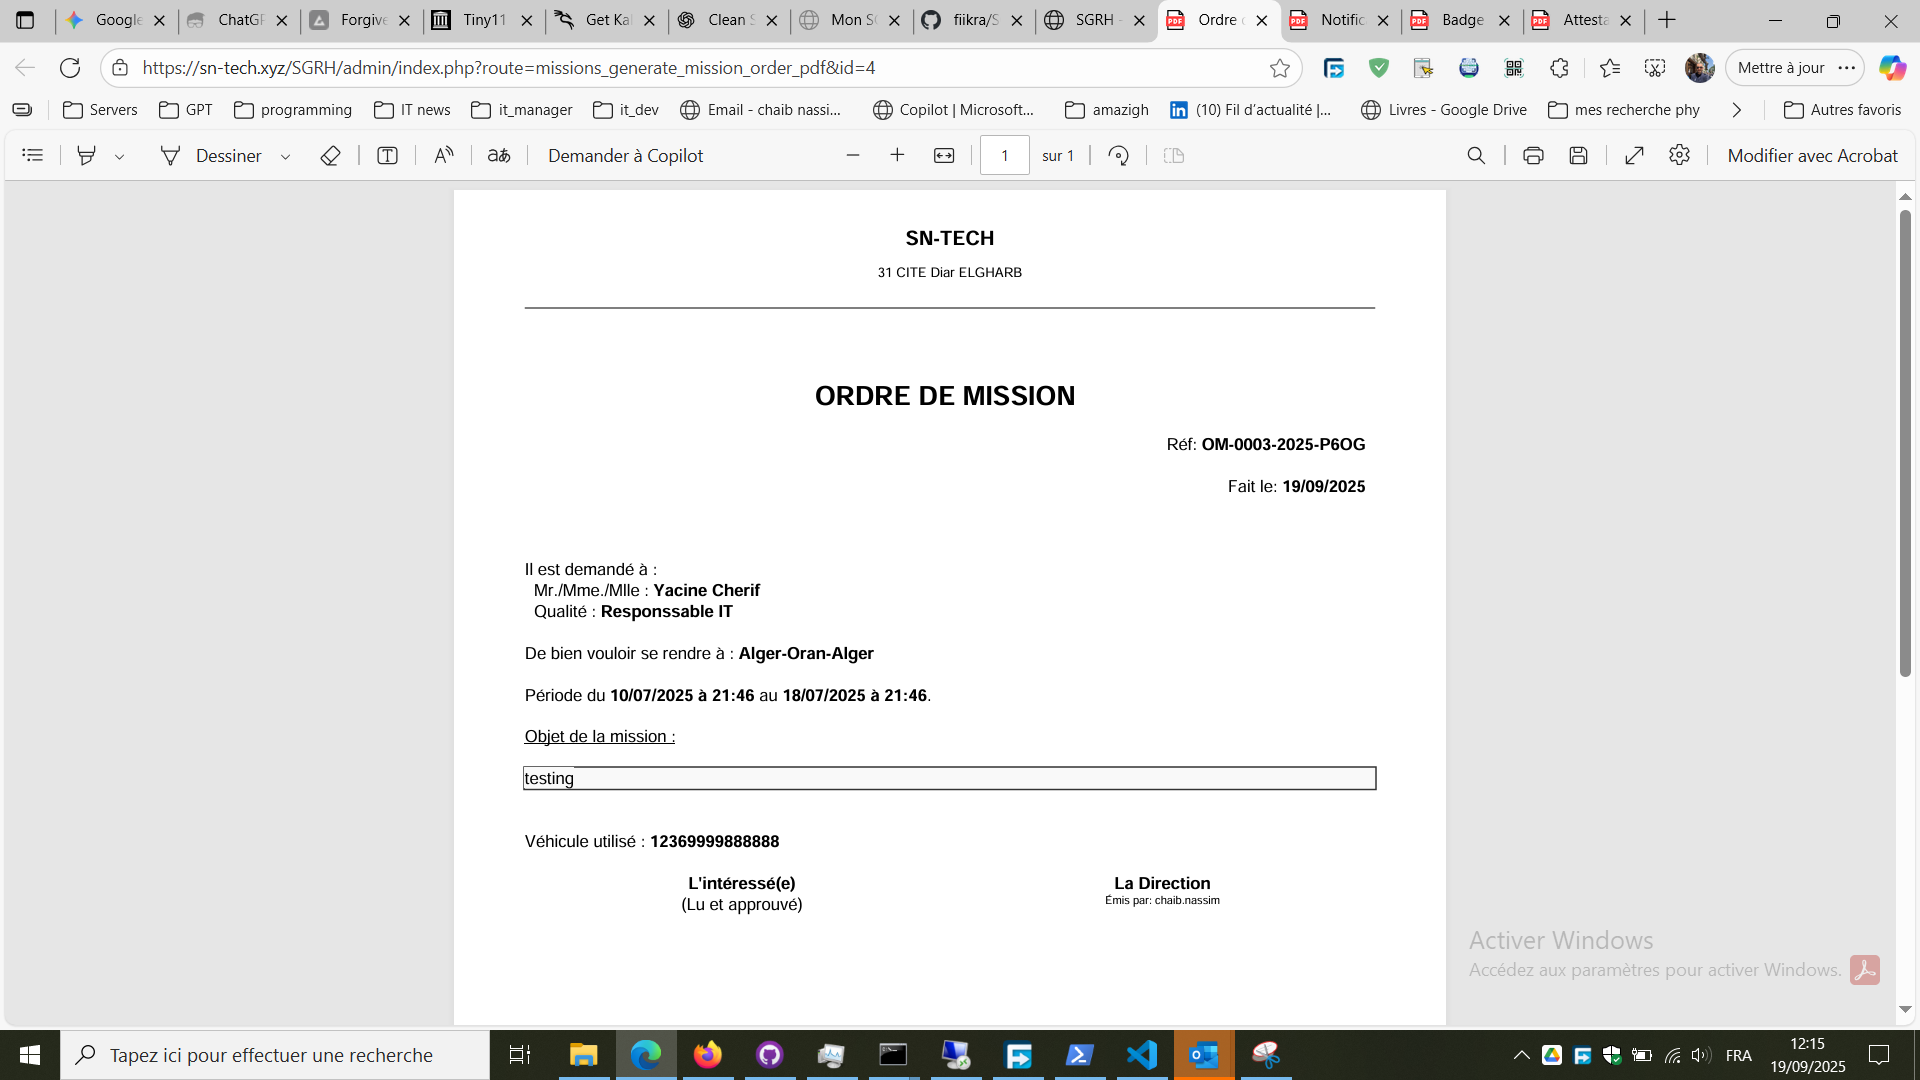 Google
ChatGF
Forgive
Tiny11
Get Kal
Clean S
Mon SG
fiikra/S
SGRH -
Ordre d
Notific
Badge
Attesta
https://sn-tech.xyz/SGRH/admin/index.php?route=missions_generate_mission_order_pdf&id=4
Mettre à jour
Servers
GPT
programming
IT news
it_manager
it_dev
Email - chaib nassi...
Copilot | Microsoft...
amazigh
(10) Fil d'actualité |...
Livres - Google Drive
mes recherche phy
Autres favoris
Dessiner
Demander à Copilot
1 sur 1
Modifier avec Acrobat
SN-TECH
31 CITE Diar ELGHARB
ORDRE DE MISSION
Réf: OM-0003-2025-P6OG
Fait le: 19/09/2025
Il est demandé à :
Mr./Mme./Mlle : Yacine Cherif
Qualité : Responssable IT
De bien vouloir se rendre à : Alger-Oran-Alger
Période du 10/07/2025 à 21:46 au 18/07/2025 à 21:46.
Objet de la mission :
testing
Véhicule utilisé : 12369999888888
L'intéressé(e)
(Lu et approuvé)
La Direction
Émis par: chaib.nassim
Activer Windows
Accédez aux paramètres pour activer Windows.
Tapez ici pour effectuer une recherche
FRA
12:15
19/09/2025